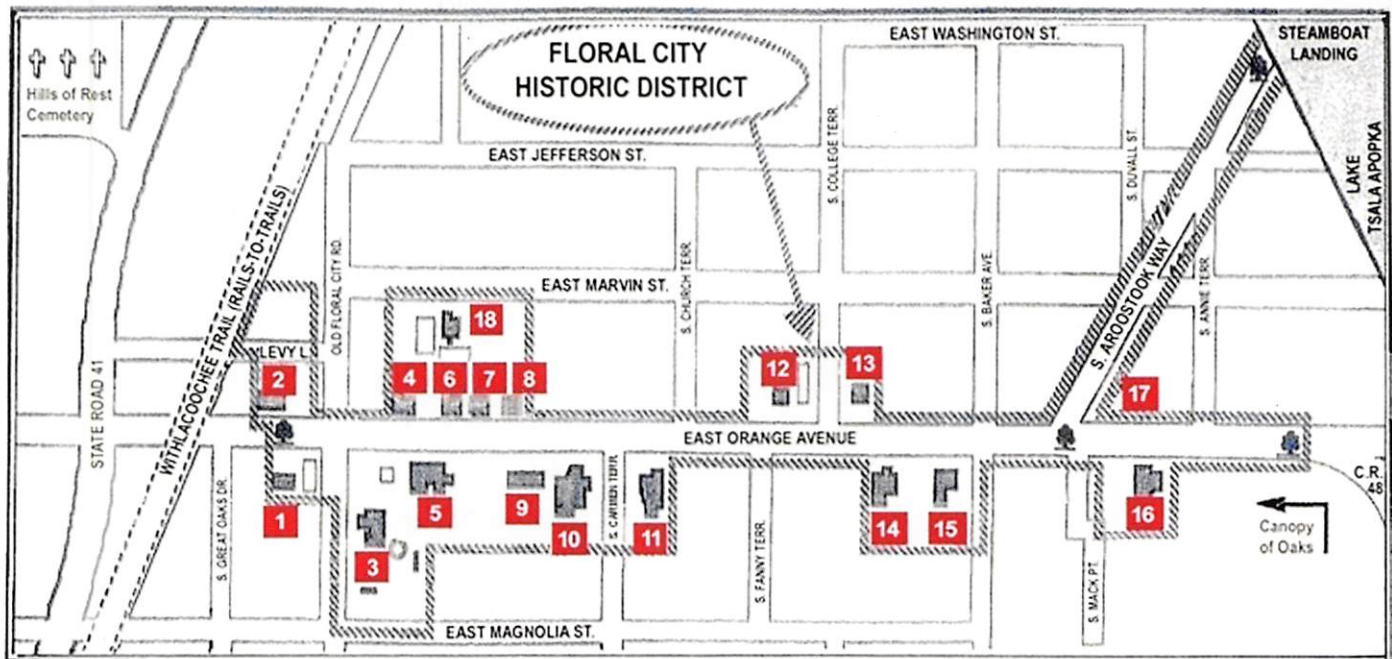 EAST WASHINGTON ST.
STEAMBOAT
LANDING
FLORAL CITY
HISTORIC DISTRICT
Hills of Rest
Cemetery
EAST JEFFERSON ST.
S. COLLEGE TERR.
S. DUVALL ST.
LAKE
TSALA APOPKA
WITHLACOOCHEE TRAIL (RAILS-TO-TRAILS)
OLD FLORAL CITY RD.
EAST MARVIN ST.
S. CHURCH TERR.
S. BAKER AVE.
S. AROOSTOOK WAY
S. ANNIE TERR.
18
LEVY L.
2
4
6
7
8
12
13
17
STATE ROAD 41
EAST ORANGE AVENUE
C.R.
48
1
S. GREAT OAKS DR.
5
3
9
10
S. CARMEN TERR.
11
S. FANNY TERR.
14
15
16
S. MACK PT.
Canopy
of Oaks
EAST MAGNOLIA ST.